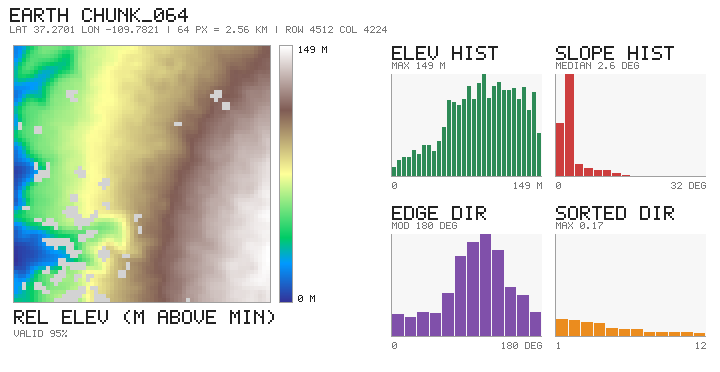 EARTH CHUNK_064
LAT 37.2701 LON -109.7821 | 64 PX = 2.56 KM | ROW 4512 COL 4224
149 M
0 M
REL ELEV (M ABOVE MIN)
VALID 95%
ELEV HIST
MAX 149 M
0 149 M
SLOPE HIST
MEDIAN 2.6 DEG
0 32 DEG
EDGE DIR
MOD 180 DEG
0 180 DEG
SORTED DIR
MAX 0.17
1 12